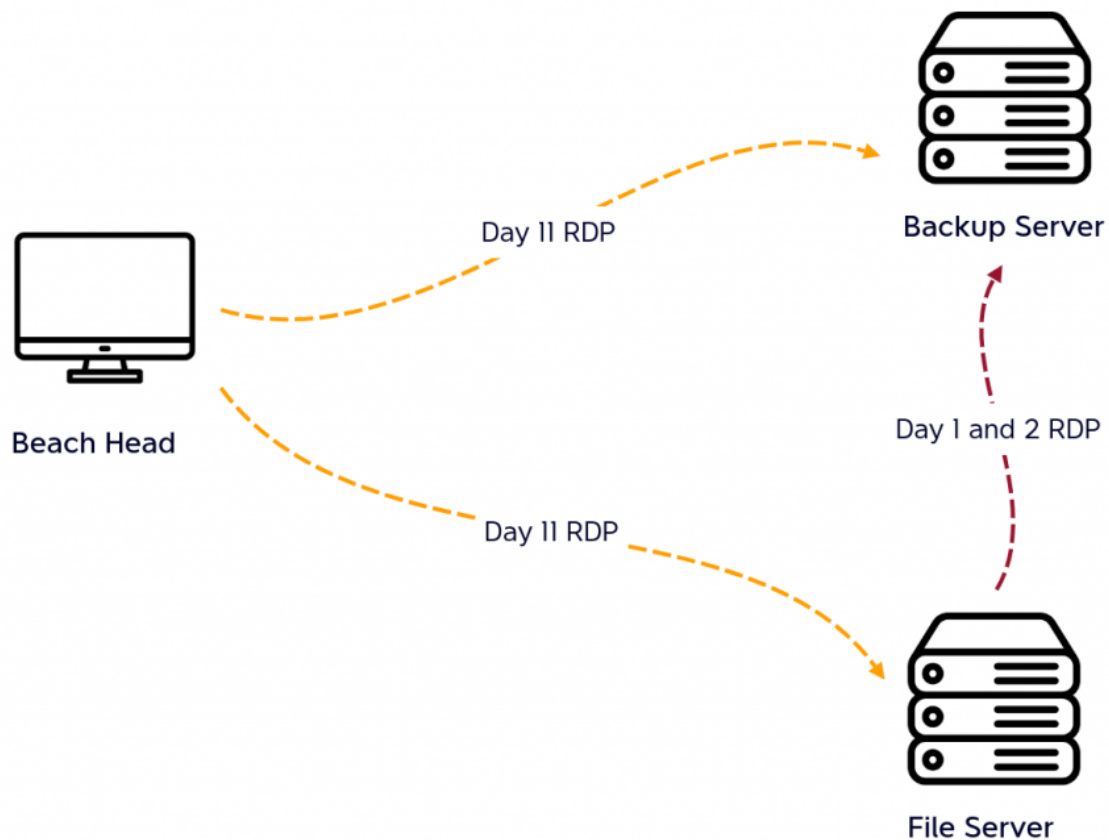 Backup Server
Day 11 RDP
Beach Head
Day 1 and 2 RDP
Day 11 RDP
File Server